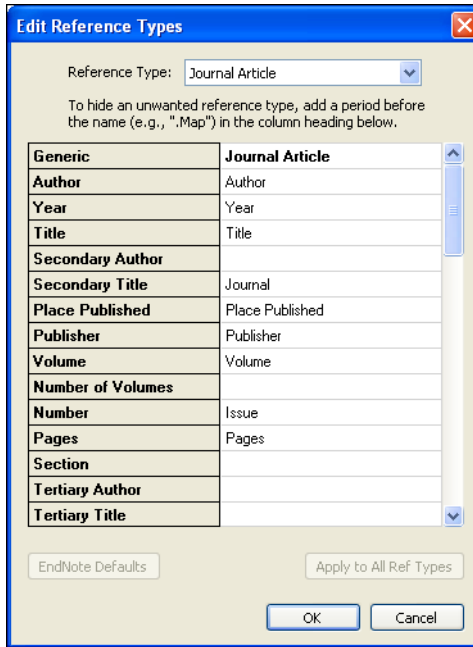 Edit Reference Types
Reference Type: Journal Article
To hide an unwanted reference type, add a period before
the name (e.g., ".Map") in the column heading below.
Generic Journal Article
Author Author
Year Year
Title Title
Secondary Author
Secondary Title Journal
Place Published Place Published
Publisher Publisher
Volume Volume
Number of Volumes
Number Issue
Pages Pages
Section
Tertiary Author
Tertiary Title
EndNote Defaults Apply to All Ref Types
OK Cancel